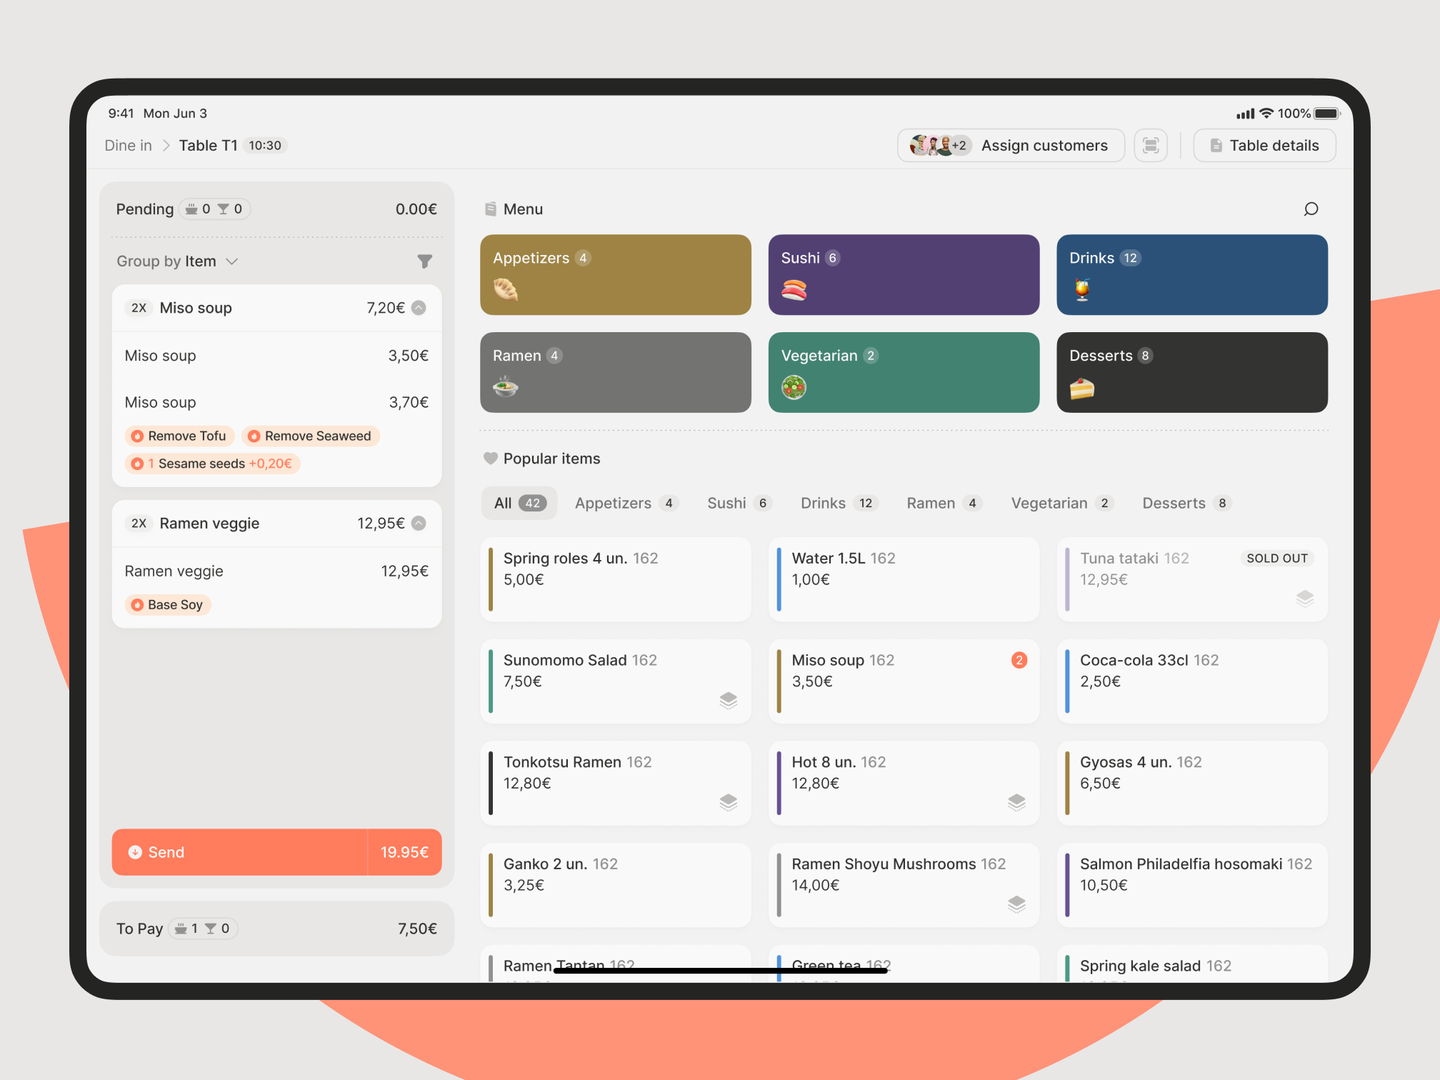 9:41 Mon Jun 3
100%
Dine in > Table T1 10:30
+2 Assign customers
Table details
Pending 0 0 0.00€
Group by Item
2X Miso soup 7,20€
Miso soup 3,50€
Miso soup 3,70€
Remove Tofu Remove Seaweed
1 Sesame seeds +0,20€
2X Ramen veggie 12,95€
Ramen veggie 12,95€
Base Soy
Send 19.95€
To Pay 1 0 7,50€
Menu
Appetizers 4
Sushi 6
Drinks 12
Ramen 4
Vegetarian 2
Desserts 8
Popular items
All 42 Appetizers 4 Sushi 6 Drinks 12 Ramen 4 Vegetarian 2 Desserts 8
Spring roles 4 un. 162
5,00€
Water 1.5L 162
1,00€
Tuna tataki 162 SOLD OUT
12,95€
Sunomomo Salad 162
7,50€
Miso soup 162 2
3,50€
Coca-cola 33cl 162
2,50€
Tonkotsu Ramen 162
12,80€
Hot 8 un. 162
12,80€
Gyosas 4 un. 162
6,50€
Ganko 2 un. 162
3,25€
Ramen Shoyu Mushrooms 162
14,00€
Salmon Philadelfia hosomaki 162
10,50€
Ramen Tantan 162
Green tea 162
Spring kale salad 162